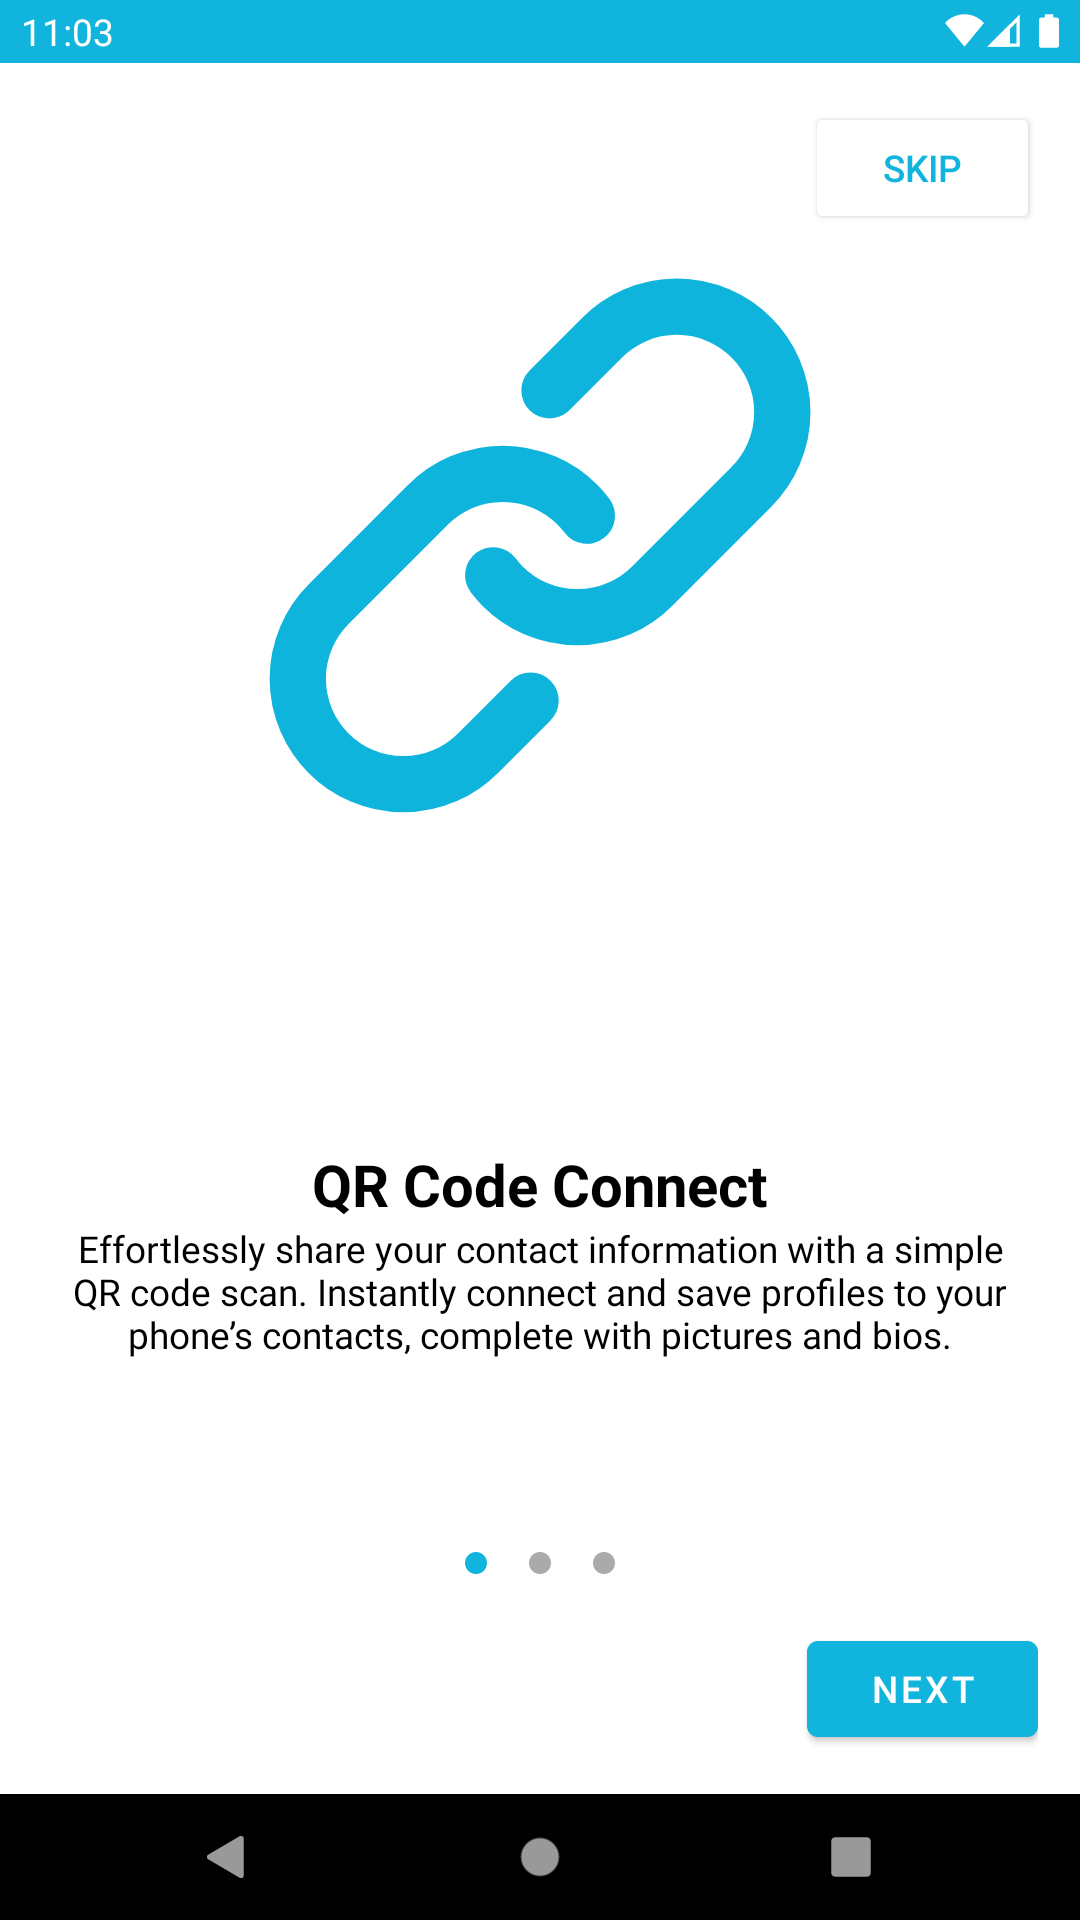 11:03
SKIP
QR Code Connect
Effortlessly share your contact information with a simple
QR code scan. Instantly connect and save profiles to your
phone’s contacts, complete with pictures and bios.
NEXT